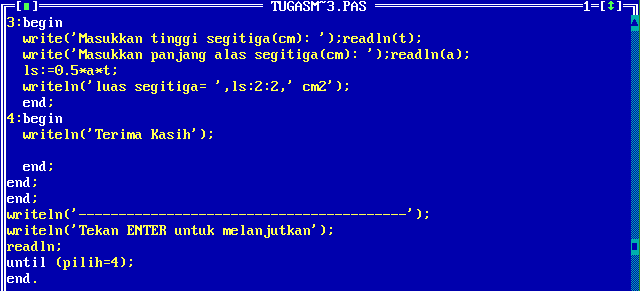 [■] TUGASM~3.PAS 1=[↕]
3:begin
write('Masukkan tinggi segitiga(cm): ');readln(t);
write('Masukkan panjang alas segitiga(cm): ');readln(a);
ls:=0.5*a*t;
writeln('luas segitiga= ',ls:2:2,' cm2');
end;
4:begin
writeln('Terima Kasih');
end;
end;
end;
writeln('-----------------------------------------');
writeln('Tekan ENTER untuk melanjutkan');
readln;
until (pilih=4);
end.